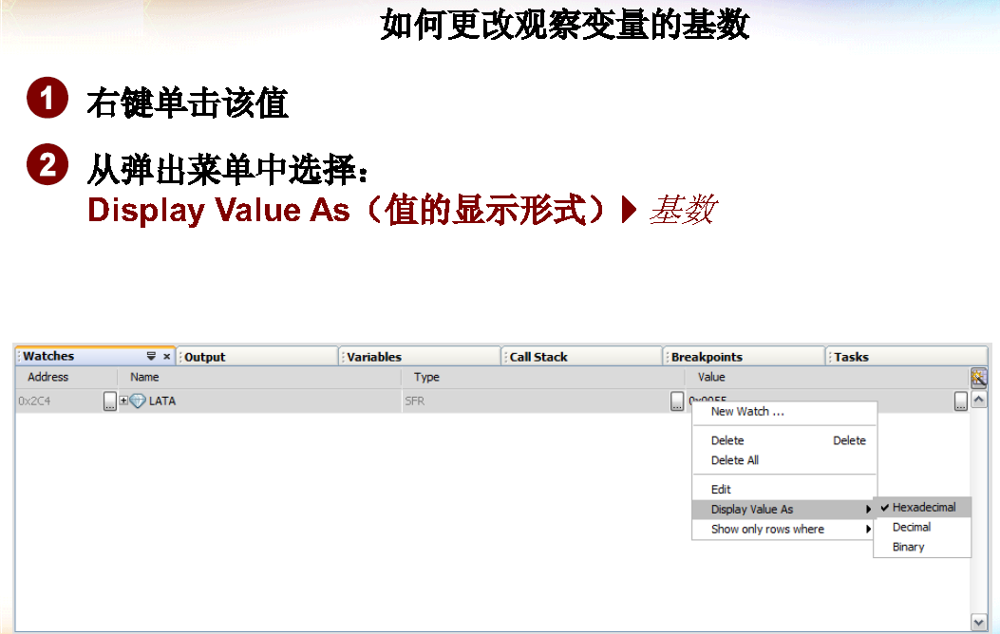 如何更改观察变量的基数
1 右键单击该值
2 从弹出菜单中选择：
Display Value As（值的显示形式）▶ 基数
Watches Output Variables Call Stack Breakpoints Tasks
Address Name Type Value
0x2C4 ... LATA SFR ... ...
New Watch ...
Delete Delete
Delete All
Edit
Display Value As ✔ Hexadecimal
Show only rows where Decimal
Binary